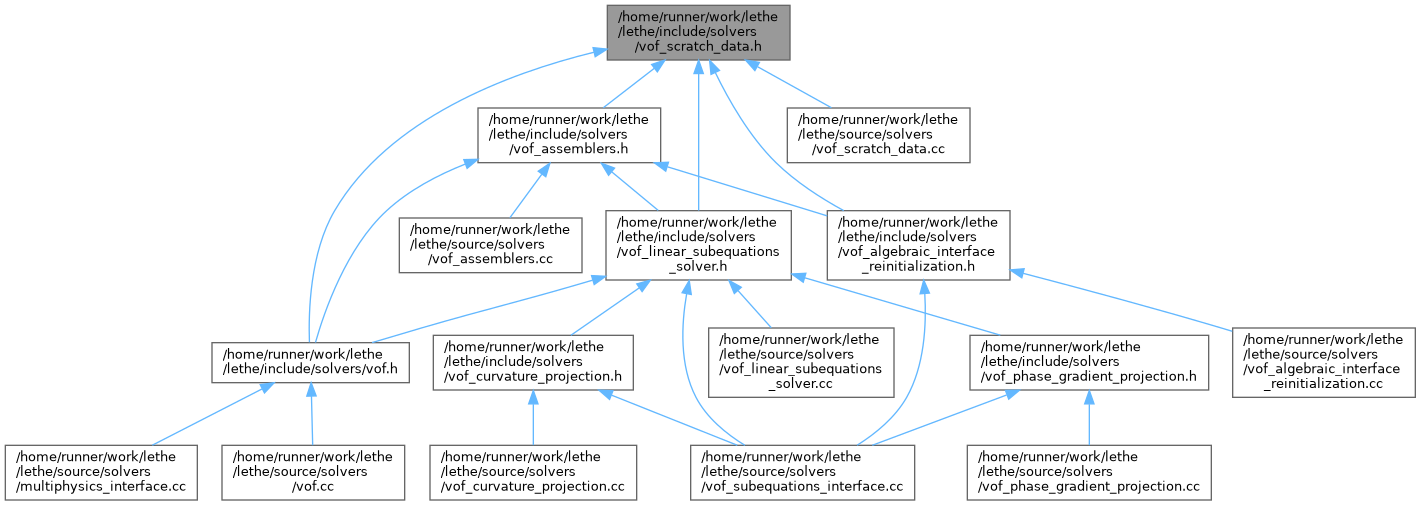 /home/runner/work/lethe
/lethe/include/solvers
/vof_scratch_data.h
/home/runner/work/lethe
/lethe/include/solvers
/vof_assemblers.h
/home/runner/work/lethe
/lethe/source/solvers
/vof_scratch_data.cc
/home/runner/work/lethe
/lethe/source/solvers
/vof_assemblers.cc
/home/runner/work/lethe
/lethe/include/solvers
/vof_linear_subequations
_solver.h
/home/runner/work/lethe
/lethe/include/solvers
/vof_algebraic_interface
_reinitialization.h
/home/runner/work/lethe
/lethe/include/solvers/vof.h
/home/runner/work/lethe
/lethe/include/solvers
/vof_curvature_projection.h
/home/runner/work/lethe
/lethe/source/solvers
/vof_linear_subequations
_solver.cc
/home/runner/work/lethe
/lethe/include/solvers
/vof_phase_gradient_projection.h
/home/runner/work/lethe
/lethe/source/solvers
/vof_algebraic_interface
_reinitialization.cc
/home/runner/work/lethe
/lethe/source/solvers
/multiphysics_interface.cc
/home/runner/work/lethe
/lethe/source/solvers
/vof.cc
/home/runner/work/lethe
/lethe/source/solvers
/vof_curvature_projection.cc
/home/runner/work/lethe
/lethe/source/solvers
/vof_subequations_interface.cc
/home/runner/work/lethe
/lethe/source/solvers
/vof_phase_gradient_projection.cc